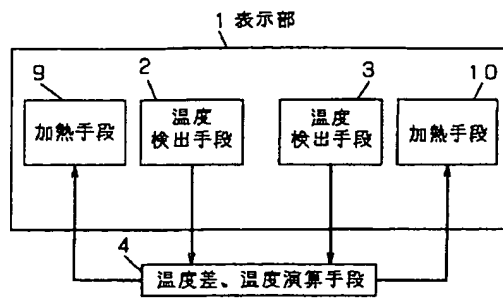 1 表示部
9
2
3
10
加熱手段
温度
検出手段
温度
検出手段
加熱手段
4
温度差、温度演算手段